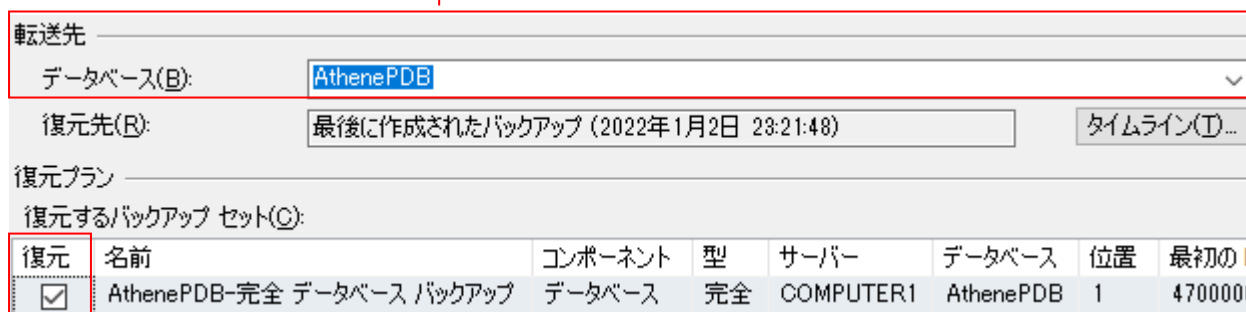 転送先
データベース(B): AthenePDB
復元先(R): 最後に作成されたバックアップ (2022年1月2日 23:21:48) タイムライン(T)...
復元プラン
復元するバックアップ セット(C):
復元 名前 コンポーネント 型 サーバー データベース 位置 最初の
AthenePDB-完全 データベース バックアップ データベース 完全 COMPUTER1 AthenePDB 1